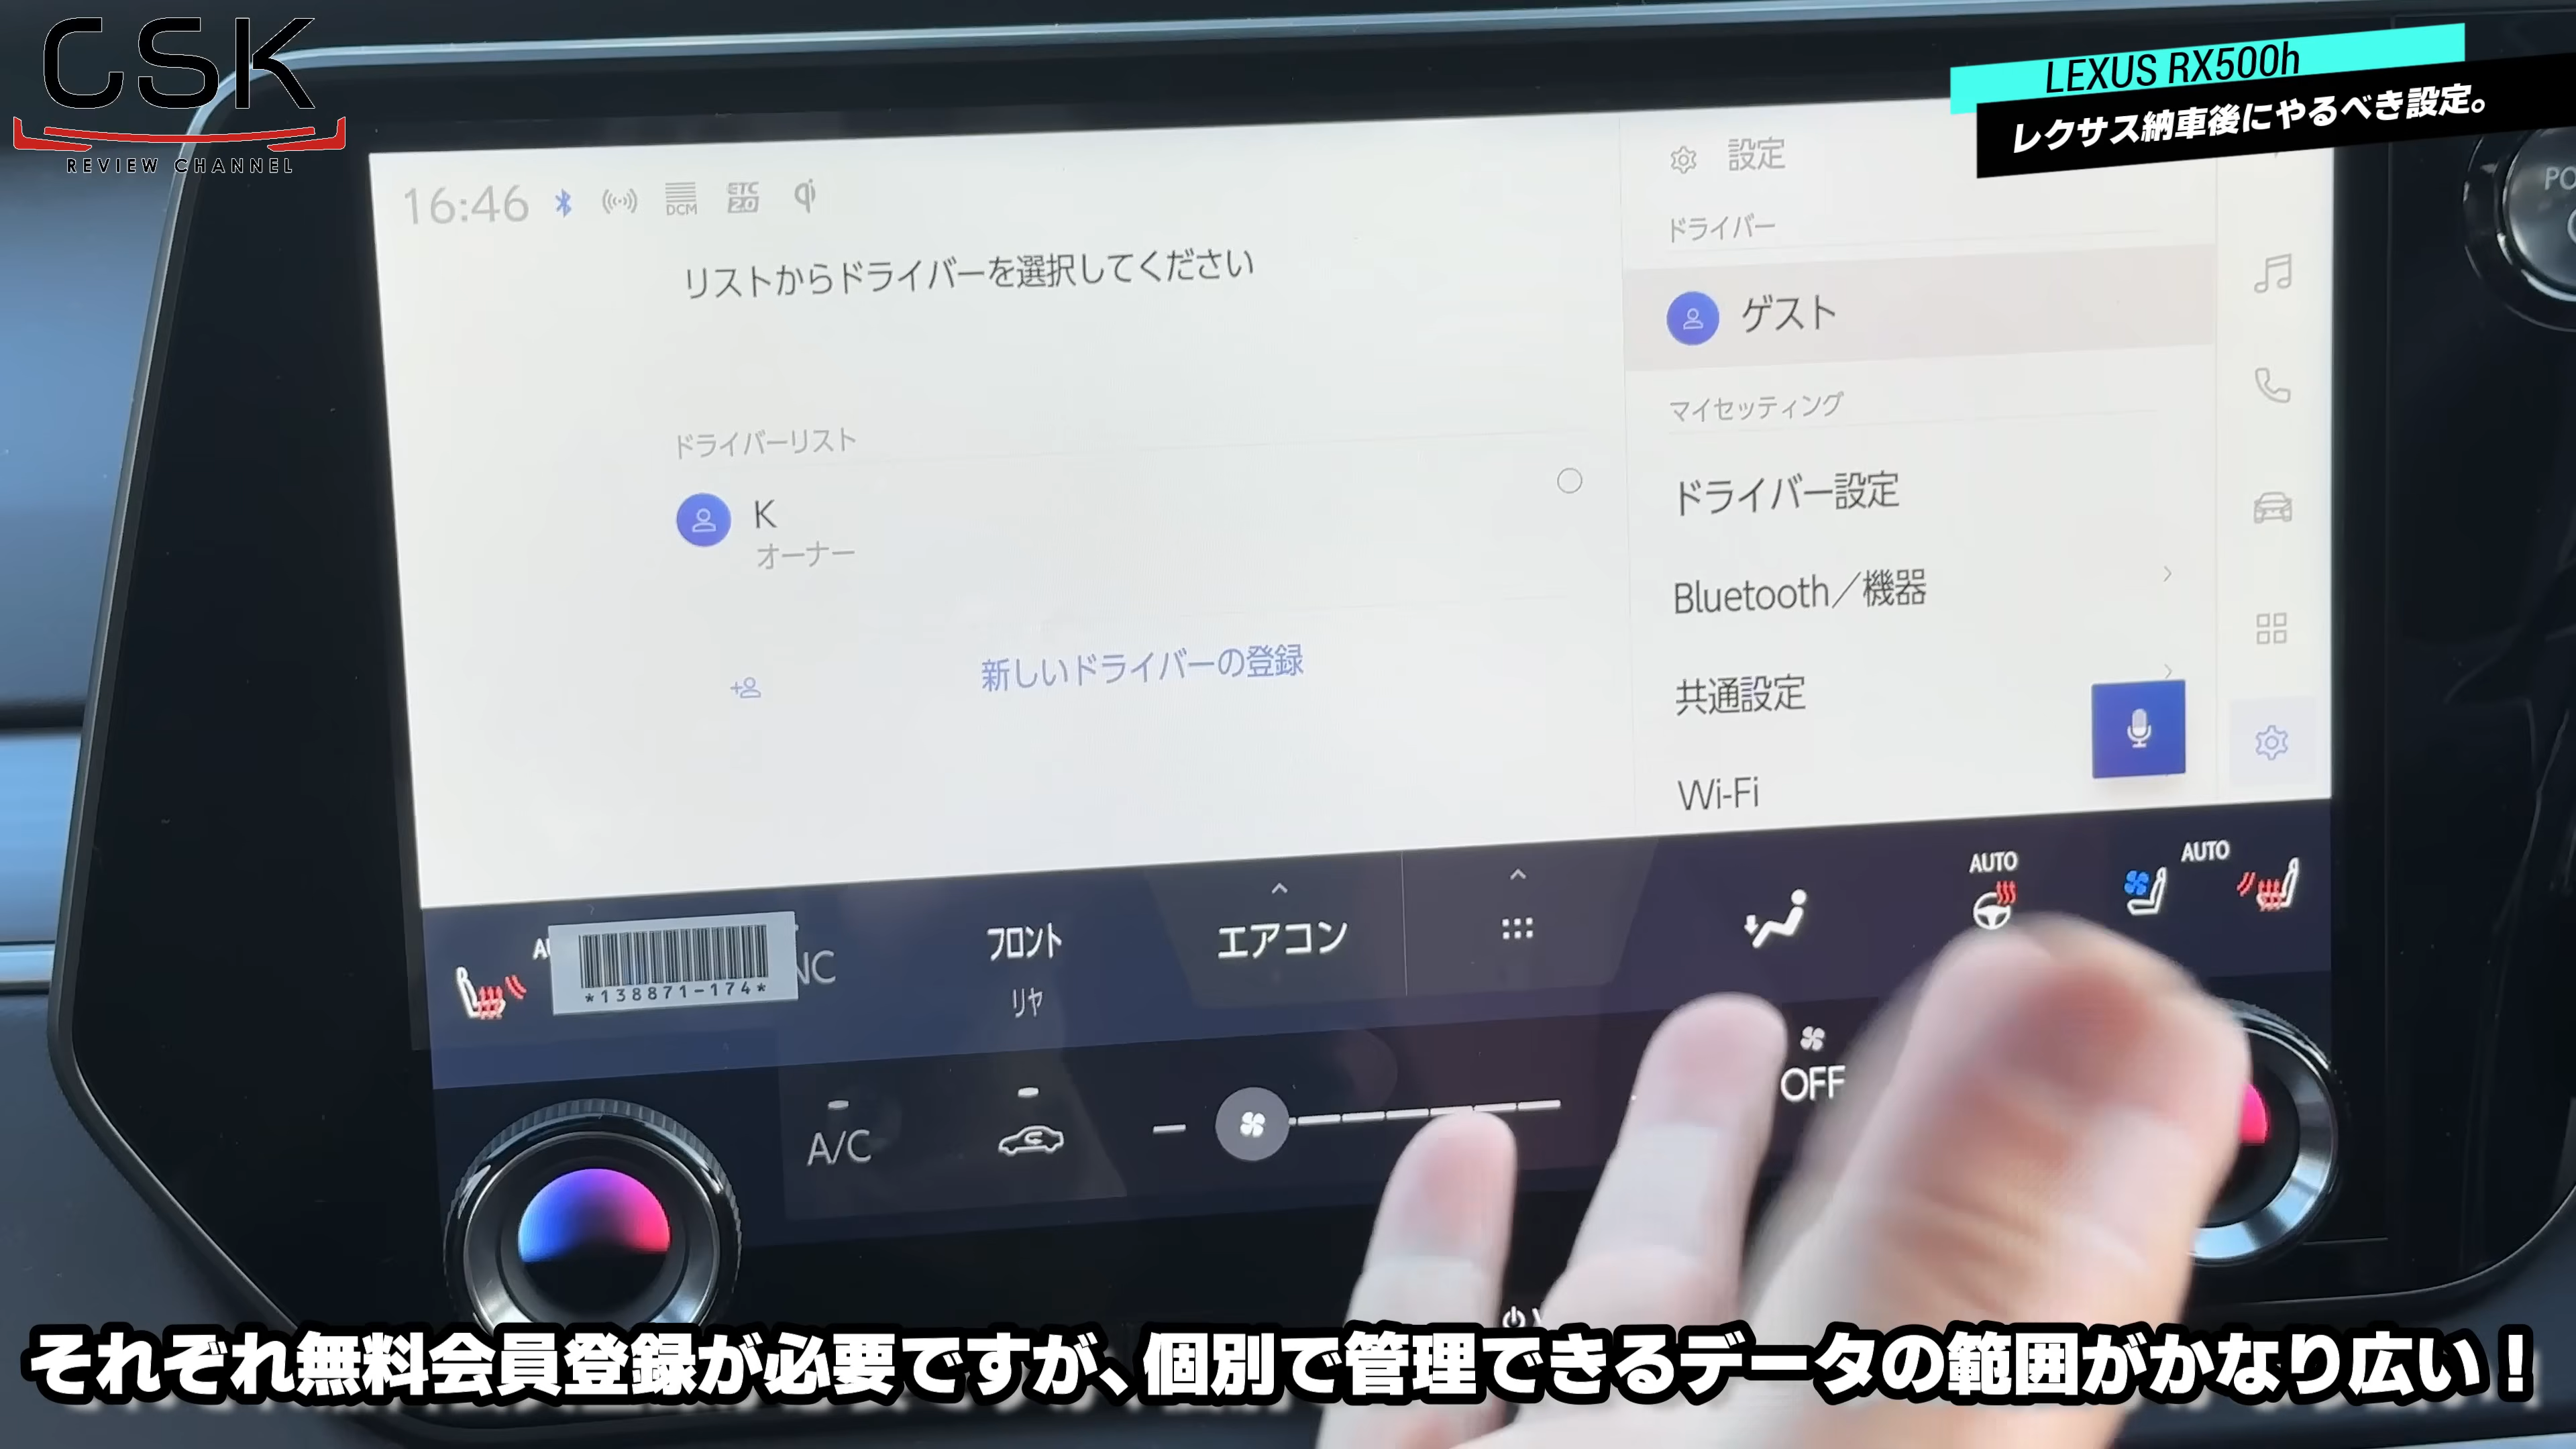 CSK
REVIEW CHANNEL
LEXUS RX500h
レクサス納車後にやるべき設定。
16:46
DCM
ETC 2.0
qi
リストからドライバーを選択してください
ドライバーリスト
K
オーナー
新しいドライバーの登録
設定
ドライバー
ゲスト
マイセッティング
ドライバー設定
Bluetooth／機器
共通設定
Wi-Fi
フロント
リヤ
エアコン
AUTO
AUTO
*138871-174*
A/C
OFF
それぞれ無料会員登録が必要ですが、個別で管理できるデータの範囲がかなり広い！